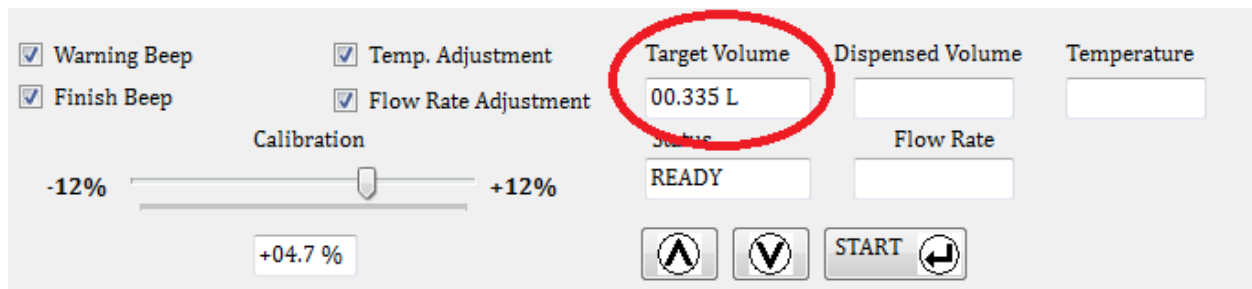 Warning Beep
Temp. Adjustment
Target Volume
Dispensed Volume
Temperature
Finish Beep
Flow Rate Adjustment
00.335 L
Calibration
Status
Flow Rate
-12%
+12%
READY
+04.7 %
START